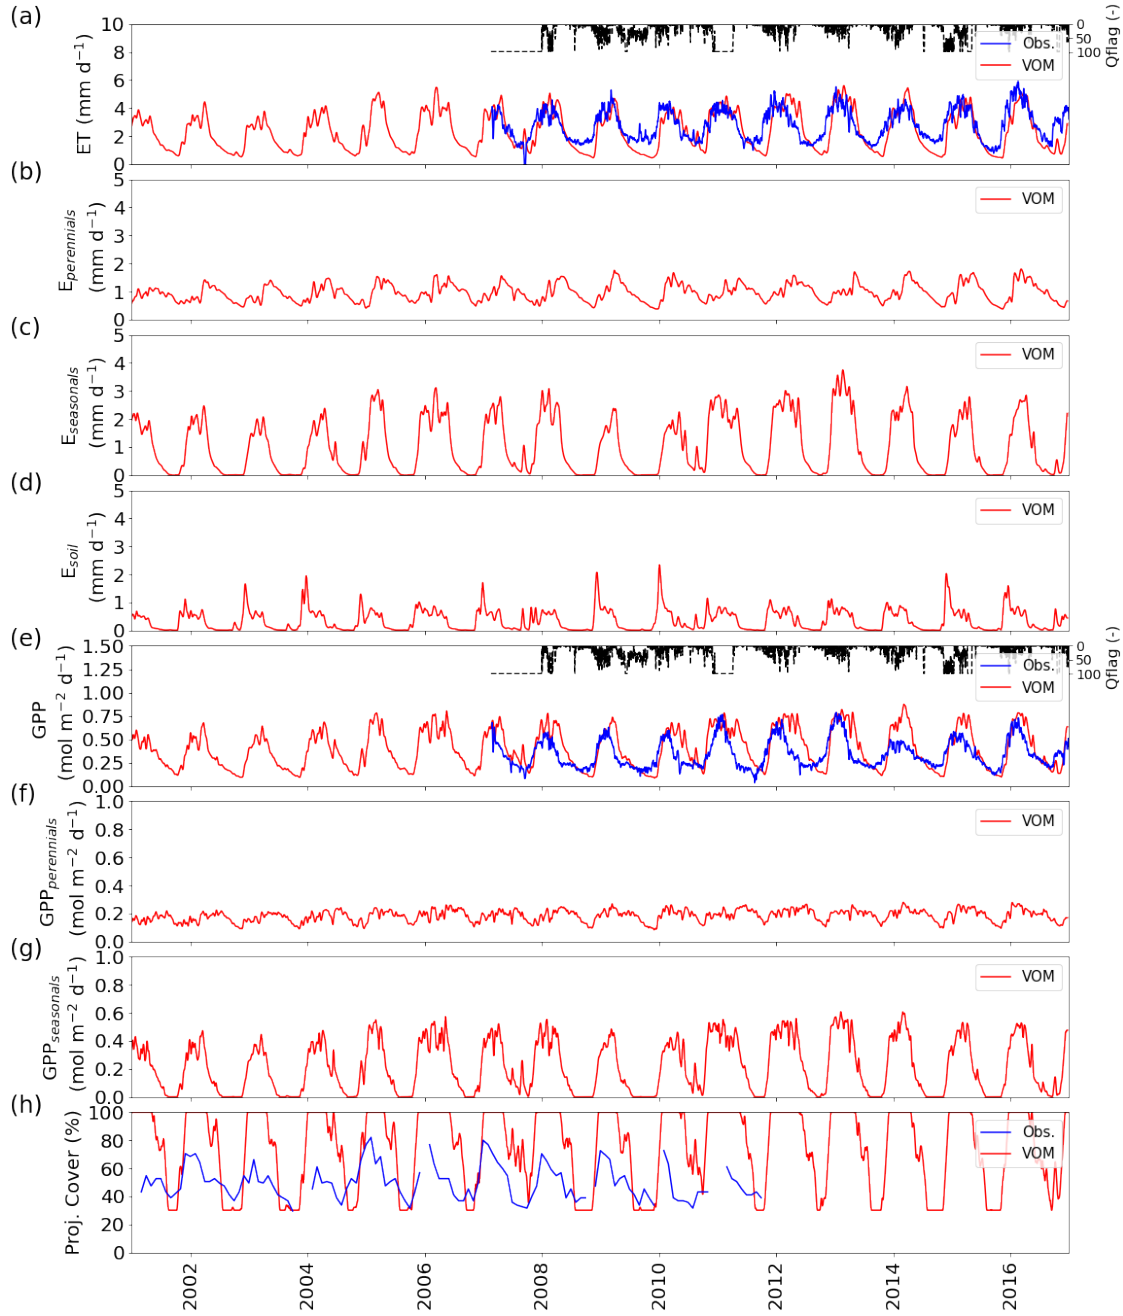 (a)
10
8
6
4
2
0
ET (mm d⁻¹)
0
50
100
Qflag (-)
Obs.
VOM
(b)
5
4
3
2
1
0
E_perennials
(mm d⁻¹)
VOM
(c)
5
4
3
2
1
0
E_seasonals
(mm d⁻¹)
VOM
(d)
5
4
3
2
1
0
E_soil
(mm d⁻¹)
VOM
(e)
1.50
1.25
1.00
0.75
0.50
0.25
0.00
GPP
(mol m⁻² d⁻¹)
0
50
100
Qflag (-)
Obs.
VOM
(f)
1.0
0.8
0.6
0.4
0.2
0.0
GPP_perennials
(mol m⁻² d⁻¹)
VOM
(g)
1.0
0.8
0.6
0.4
0.2
0.0
GPP_seasonals
(mol m⁻² d⁻¹)
VOM
(h)
100
80
60
40
20
0
Proj. Cover (%)
Obs.
VOM
2002
2004
2006
2008
2010
2012
2014
2016